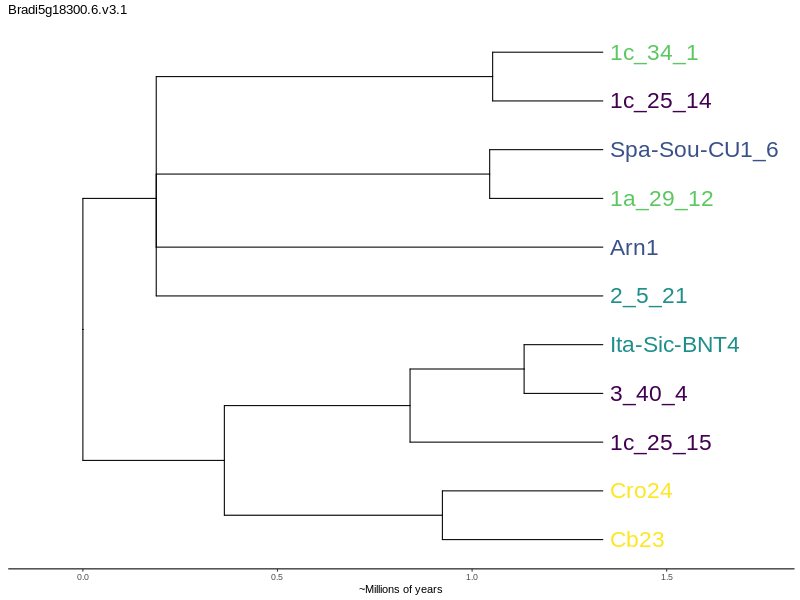 Bradi5g18300.6.v3.1
1c_34_1
1c_25_14
Spa-Sou-CU1_6
1a_29_12
Arn1
2_5_21
Ita-Sic-BNT4
3_40_4
1c_25_15
Cro24
Cb23
0.0 0.5 1.0 1.5
~Millions of years